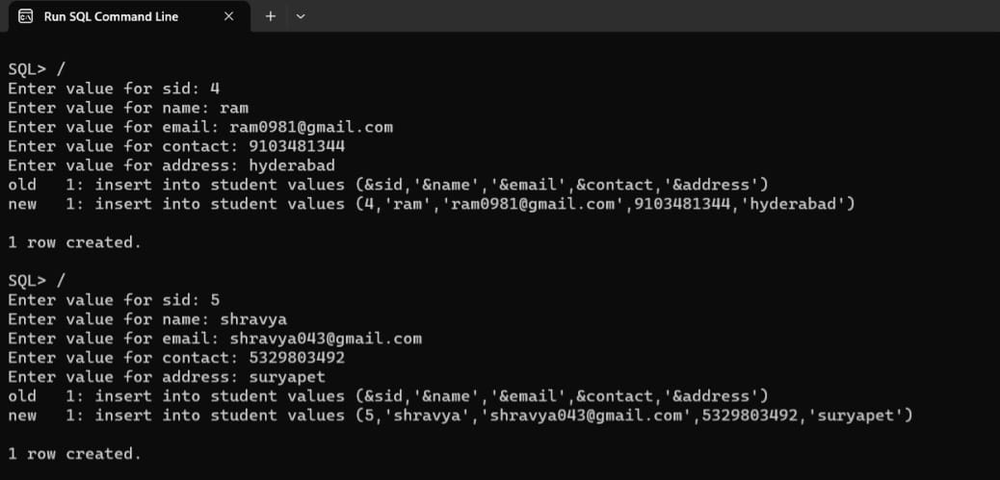 Run SQL Command Line
SQL> /
Enter value for sid: 4
Enter value for name: ram
Enter value for email: ram0981@gmail.com
Enter value for contact: 9103481344
Enter value for address: hyderabad
old   1: insert into student values (&sid,'&name','&email',&contact,'&address')
new   1: insert into student values (4,'ram','ram0981@gmail.com',9103481344,'hyderabad')
1 row created.
SQL> /
Enter value for sid: 5
Enter value for name: shravya
Enter value for email: shravya043@gmail.com
Enter value for contact: 5329803492
Enter value for address: suryapet
old   1: insert into student values (&sid,'&name','&email',&contact,'&address')
new   1: insert into student values (5,'shravya','shravya043@gmail.com',5329803492,'suryapet')
1 row created.